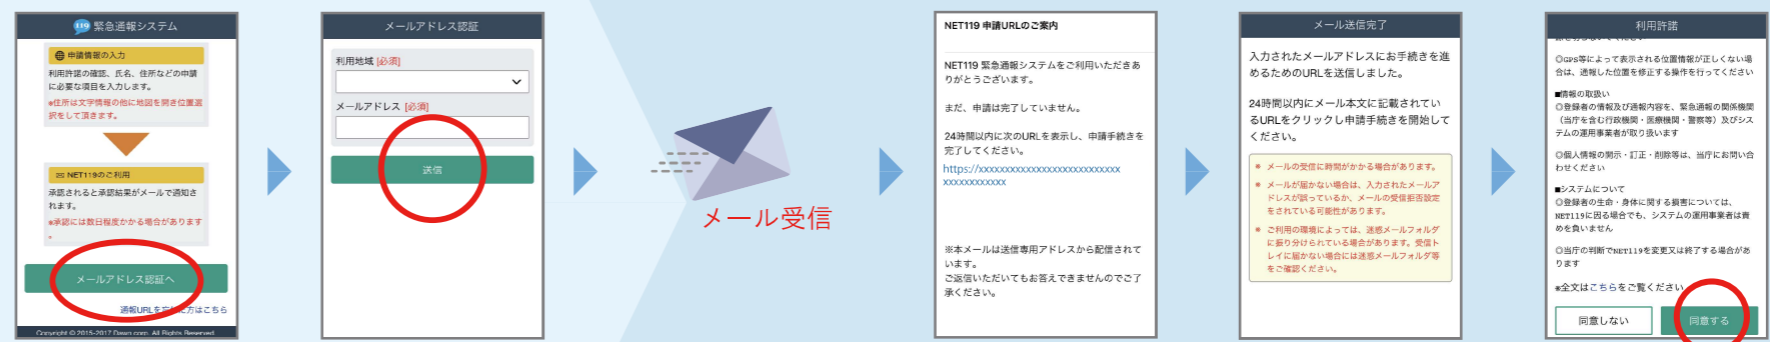 119 緊急通報システム
申請情報の入力
利用許諾の確認、氏名、住所などの申請
に必要な項目を入力します。
※住所は文字情報の他に地図を開き位置選
択をして頂きます。
NET119のご利用
承認されると承認結果がメールで通知さ
れます。
※承認には数日程度かかる場合があります
。
メールアドレス認証へ
通報URLを忘れた方はこちら
Copyright © 2015-2017 Dawn corp. All Rights Reserved.
メールアドレス認証
利用地域 [必須]
メールアドレス [必須]
送信
メール受信
NET119 申請URLのご案内
NET119 緊急通報システムをご利用いただきあ
りがとうございます。
まだ、申請は完了していません。
24時間以内に次のURLを表示し、申請手続きを
完了してください。
https://xxxxxxxxxxxxxxxxxxxxxxxxxx
xxxxxxxxxxxx
※本メールは送信専用アドレスから配信されて
います。
ご返信いただいてもお答えできませんのでご了
承ください。
メール送信完了
入力されたメールアドレスにお手続きを進
めるためのURLを送信しました。
24時間以内にメール本文に記載されてい
るURLをクリックし申請手続きを開始して
ください。
※ メールの受信に時間がかかる場合があります。
※ メールが届かない場合は、入力されたメールア
ドレスが誤っているか、メールの受信拒否設定
をされている可能性があります。
※ ご利用の環境によっては、迷惑メールフォルダ
に振り分けられている場合があります。受信ト
レイに届かない場合には迷惑メールフォルダ等
をご確認ください。
利用許諾
◎GPS等によって表示される位置情報が正しくない場
合は、通報した位置を修正する操作を行ってください
■情報の取扱い
◎登録者の情報及び通報内容を、緊急通報の関係機関
（当庁を含む行政機関・医療機関・警察等）及びシス
テムの運用事業者が取り扱います
◎個人情報の開示・訂正・削除等は、当庁にお問い合
わせください
■システムについて
◎登録者の生命・身体に関する損害については、
NET119に因る場合でも、システムの運用事業者は責
めを負いません
◎当庁の判断でNET119を変更又は終了する場合があ
ります
※全文はこちらをご覧ください
同意しない
同意する